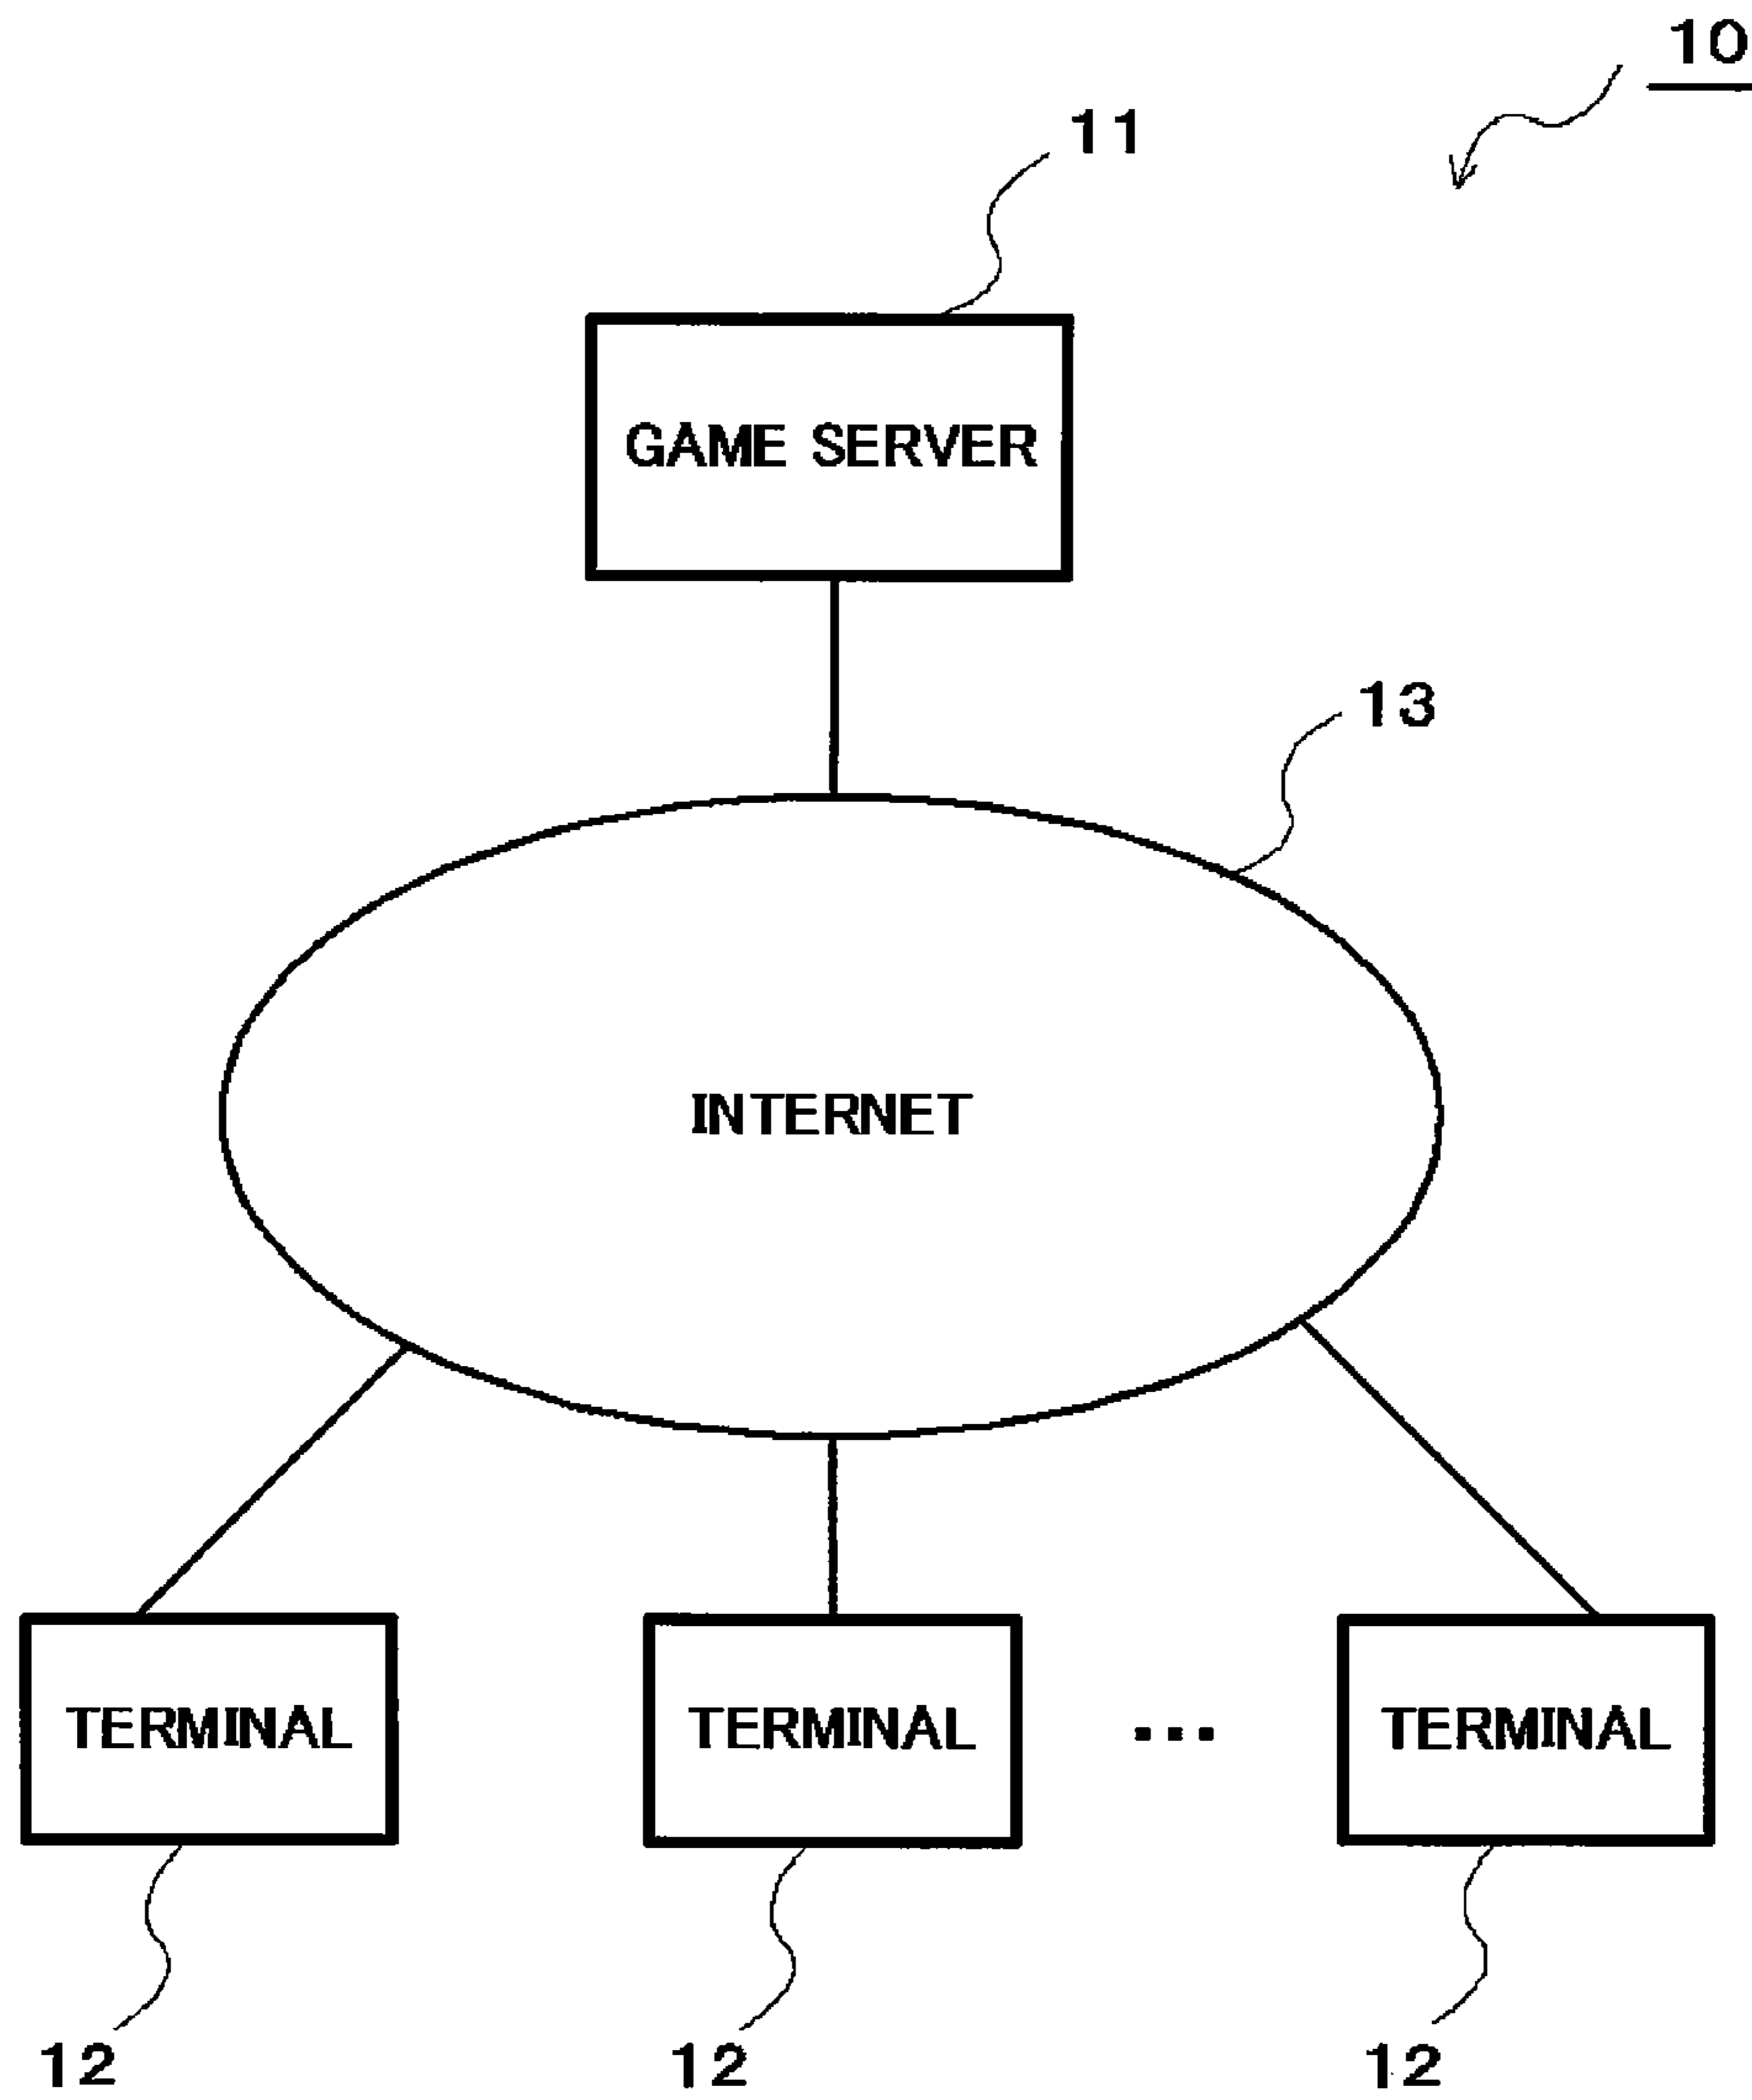 10
11
GAME SERVER
13
INTERNET
TERMINAL TERMINAL ... TERMINAL
12 12 12